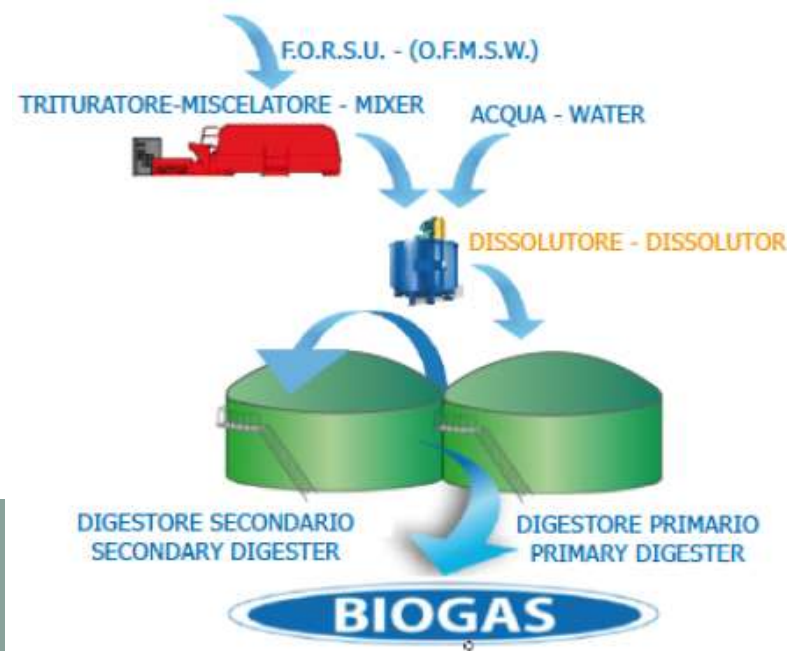 F.O.R.S.U. - (O.F.M.S.W.)
TRITURATORE-MISCELATORE - MIXER
ACQUA - WATER
DISSOLUTORE - DISSOLUTOR
DIGESTORE SECONDARIO
SECONDARY DIGESTER
DIGESTORE PRIMARIO
PRIMARY DIGESTER
BIOGAS